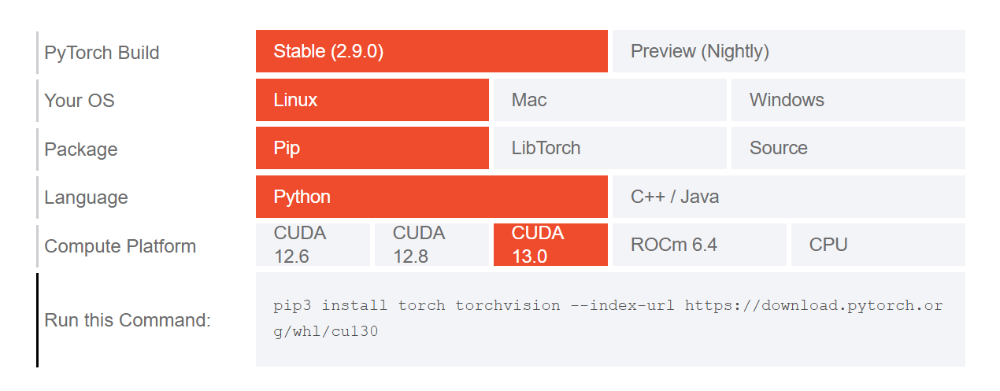 PyTorch Build
Stable (2.9.0)
Preview (Nightly)
Your OS
Linux
Mac
Windows
Package
Pip
LibTorch
Source
Language
Python
C++ / Java
Compute Platform
CUDA
12.6
CUDA
12.8
CUDA
13.0
ROCm 6.4
CPU
Run this Command:
pip3 install torch torchvision --index-url https://download.pytorch.or
g/whl/cu130